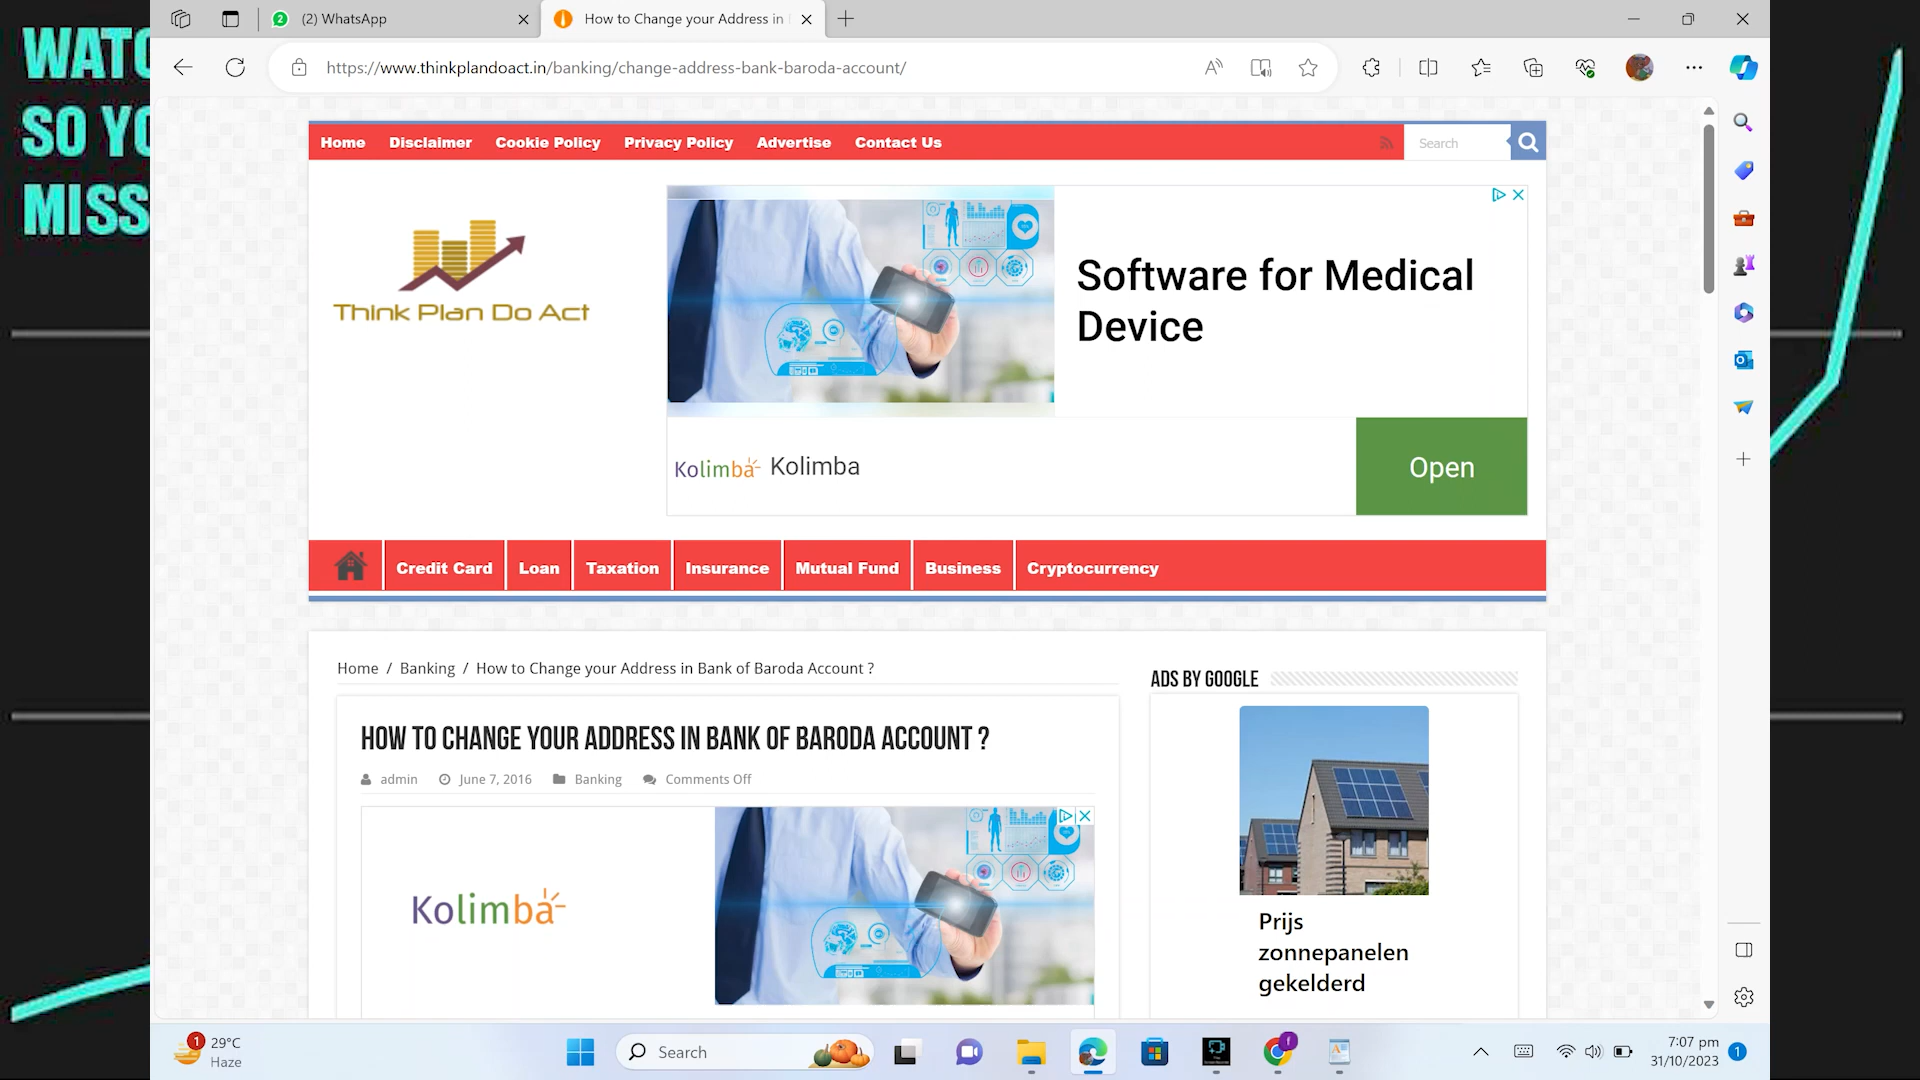 WATC
SO YO
MISS
(2) WhatsApp
How to Change your Address in
https://www.thinkplandoact.in/banking/change-address-bank-baroda-account/
Home Disclaimer Cookie Policy Privacy Policy Advertise Contact Us
Search
Think Plan Do Act
Software for Medical
Device
Kolimba Kolimba
Open
Credit Card Loan Taxation Insurance Mutual Fund Business Cryptocurrency
Home / Banking / How to Change your Address in Bank of Baroda Account ?
HOW TO CHANGE YOUR ADDRESS IN BANK OF BARODA ACCOUNT ?
admin June 7, 2016 Banking Comments Off
Kolimba
ADS BY GOOGLE
Prijs
zonnepanelen
gekelderd
1
29°C
Haze
Search
7:07 pm
31/10/2023
1